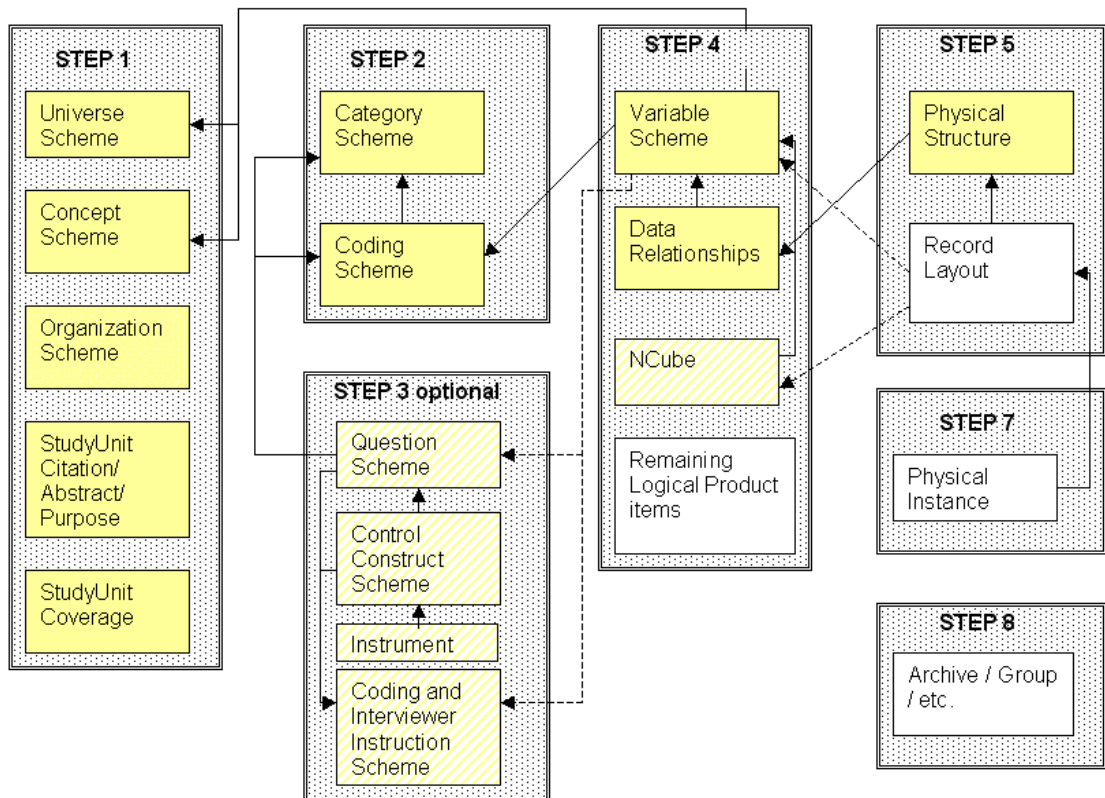 STEP 1
Universe
Scheme
Concept
Scheme
Organization
Scheme
StudyUnit
Citation/
Abstract/
Purpose
StudyUnit
Coverage
STEP 2
Category
Scheme
Coding
Scheme
STEP 3 optional
Question
Scheme
Control
Construct
Scheme
Instrument
Coding and
Interviewer
Instruction
Scheme
STEP 4
Variable
Scheme
Data
Relationships
NCube
Remaining
Logical Product
items
STEP 5
Physical
Structure
Record
Layout
STEP 7
Physical
Instance
STEP 8
Archive / Group
/ etc.